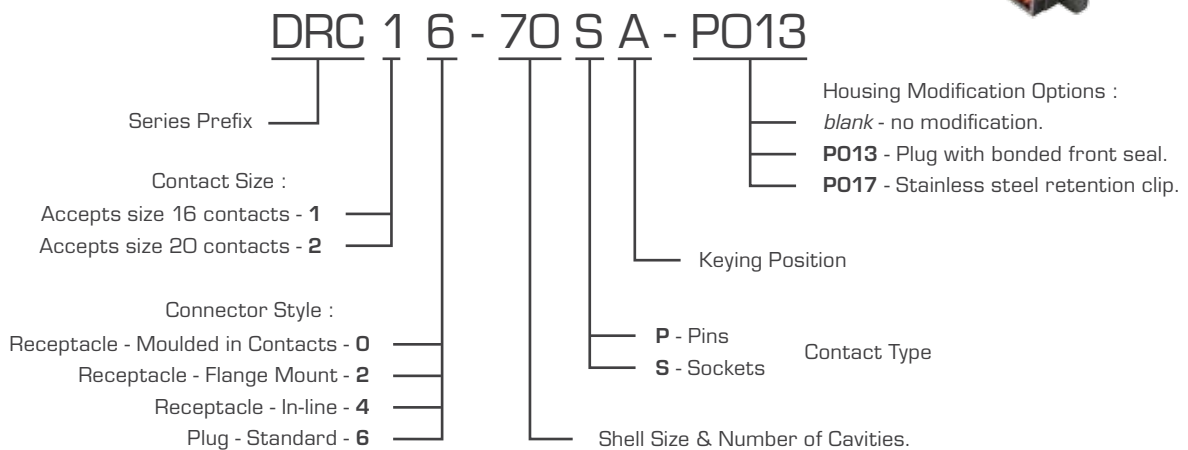 DRC 1 6 - 70 S A - P013
Series Prefix
Contact Size :
Accepts size 16 contacts - 1
Accepts size 20 contacts - 2
Connector Style :
Receptacle - Moulded in Contacts - 0
Receptacle - Flange Mount - 2
Receptacle - In-line - 4
Plug - Standard - 6
Housing Modification Options :
blank - no modification.
P013 - Plug with bonded front seal.
P017 - Stainless steel retention clip.
Keying Position
P - Pins
S - Sockets
Contact Type
Shell Size & Number of Cavities.